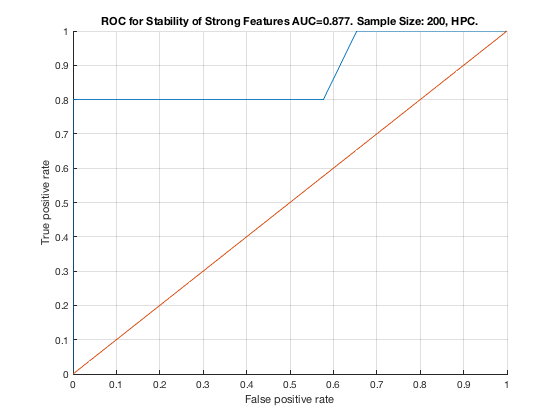 ROC for Stability of Strong Features AUC=0.877. Sample Size: 200, HPC.
1
0.9
0.8
0.7
0.6
0.5
0.4
0.3
0.2
0.1
0
True positive rate
0 0.1 0.2 0.3 0.4 0.5 0.6 0.7 0.8 0.9 1
False positive rate